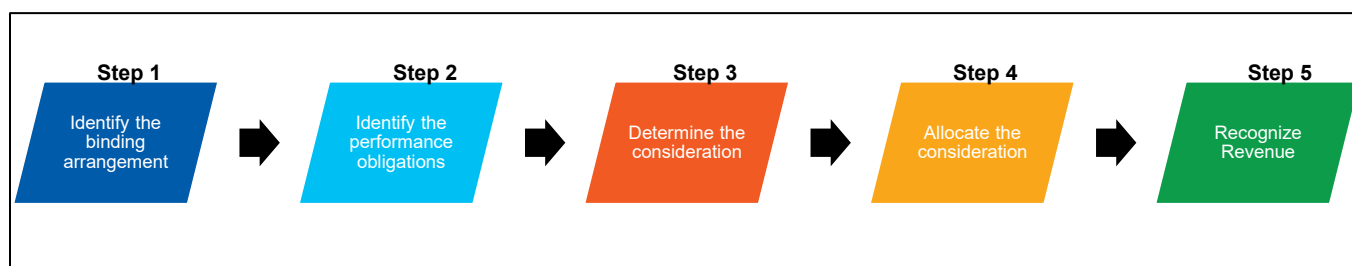 Step 1
Identify the
binding
arrangement
Step 2
Identify the
performance
obligations
Step 3
Determine the
consideration
Step 4
Allocate the
consideration
Step 5
Recognize
Revenue